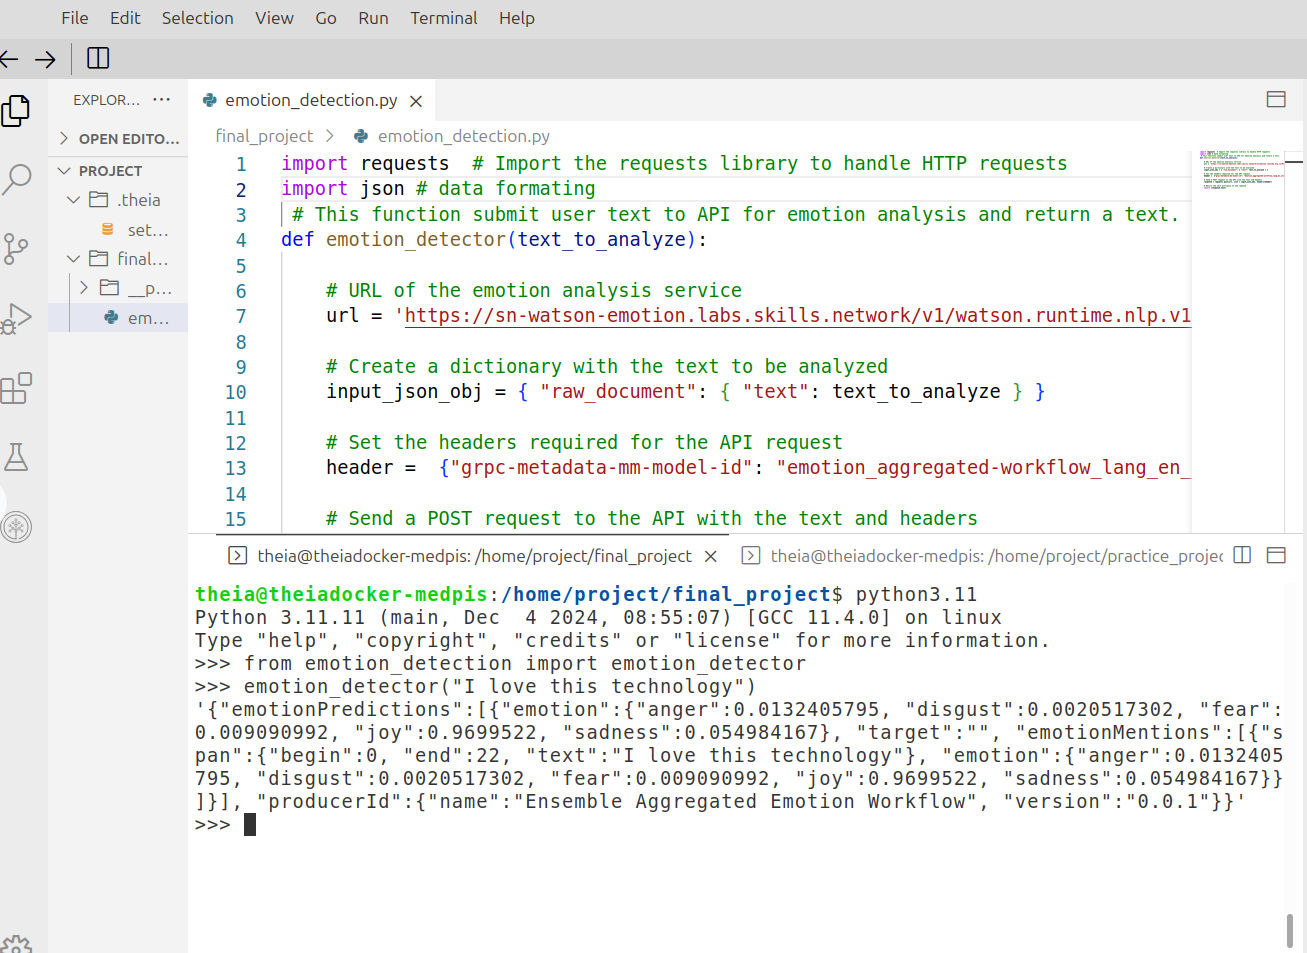 File Edit Selection View Go Run Terminal Help
EXPLOR... ...
OPEN EDITO...
PROJECT
.theia
set...
final...
__p...
em...
emotion_detection.py
final_project > emotion_detection.py
1 import requests  # Import the requests library to handle HTTP requests
2 import json # data formating
3  # This function submit user text to API for emotion analysis and return a text.
4 def emotion_detector(text_to_analyze):
5
6     # URL of the emotion analysis service
7     url = 'https://sn-watson-emotion.labs.skills.network/v1/watson.runtime.nlp.v1
8
9     # Create a dictionary with the text to be analyzed
10     input_json_obj = { "raw_document": { "text": text_to_analyze } }
11
12     # Set the headers required for the API request
13     header =  {"grpc-metadata-mm-model-id": "emotion_aggregated-workflow_lang_en_
14
15     # Send a POST request to the API with the text and headers
theia@theiadocker-medpis: /home/project/final_project theia@theiadocker-medpis: /home/project/practice_projec
theia@theiadocker-medpis:/home/project/final_project$ python3.11
Python 3.11.11 (main, Dec  4 2024, 08:55:07) [GCC 11.4.0] on linux
Type "help", "copyright", "credits" or "license" for more information.
>>> from emotion_detection import emotion_detector
>>> emotion_detector("I love this technology")
'{"emotionPredictions":[{"emotion":{"anger":0.0132405795, "disgust":0.0020517302, "fear":
0.009090992, "joy":0.9699522, "sadness":0.054984167}, "target":"", "emotionMentions":[{"s
pan":{"begin":0, "end":22, "text":"I love this technology"}, "emotion":{"anger":0.0132405
795, "disgust":0.0020517302, "fear":0.009090992, "joy":0.9699522, "sadness":0.054984167}}
]}], "producerId":{"name":"Ensemble Aggregated Emotion Workflow", "version":"0.0.1"}}'
>>>